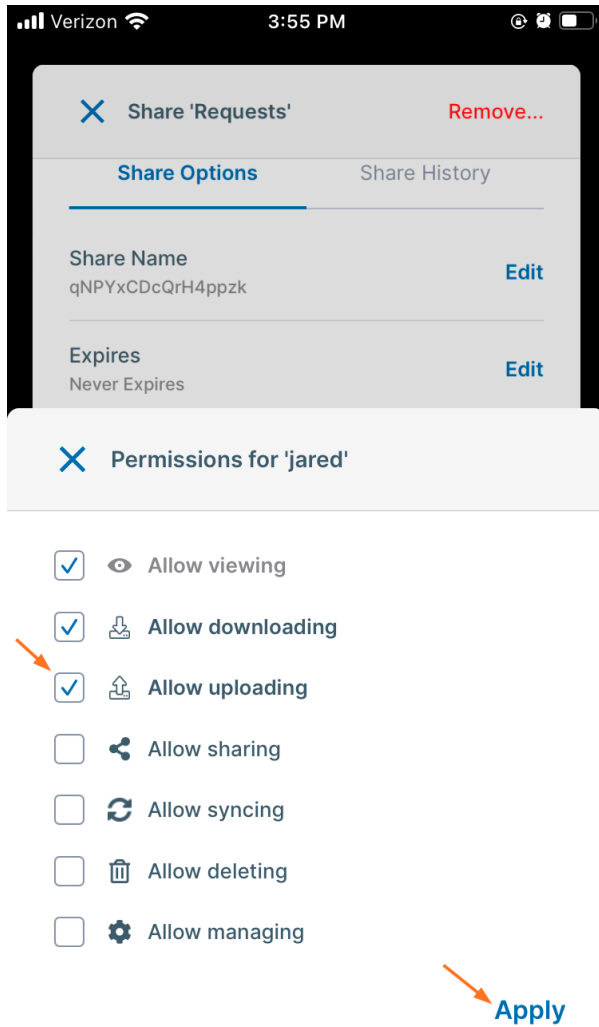 Verizon 3:55 PM
Share 'Requests' Remove...
Share Options Share History
Share Name
qNPYxCDcQrH4ppzk
Edit
Expires
Never Expires
Edit
Permissions for 'jared'
Allow viewing
Allow downloading
Allow uploading
Allow sharing
Allow syncing
Allow deleting
Allow managing
Apply